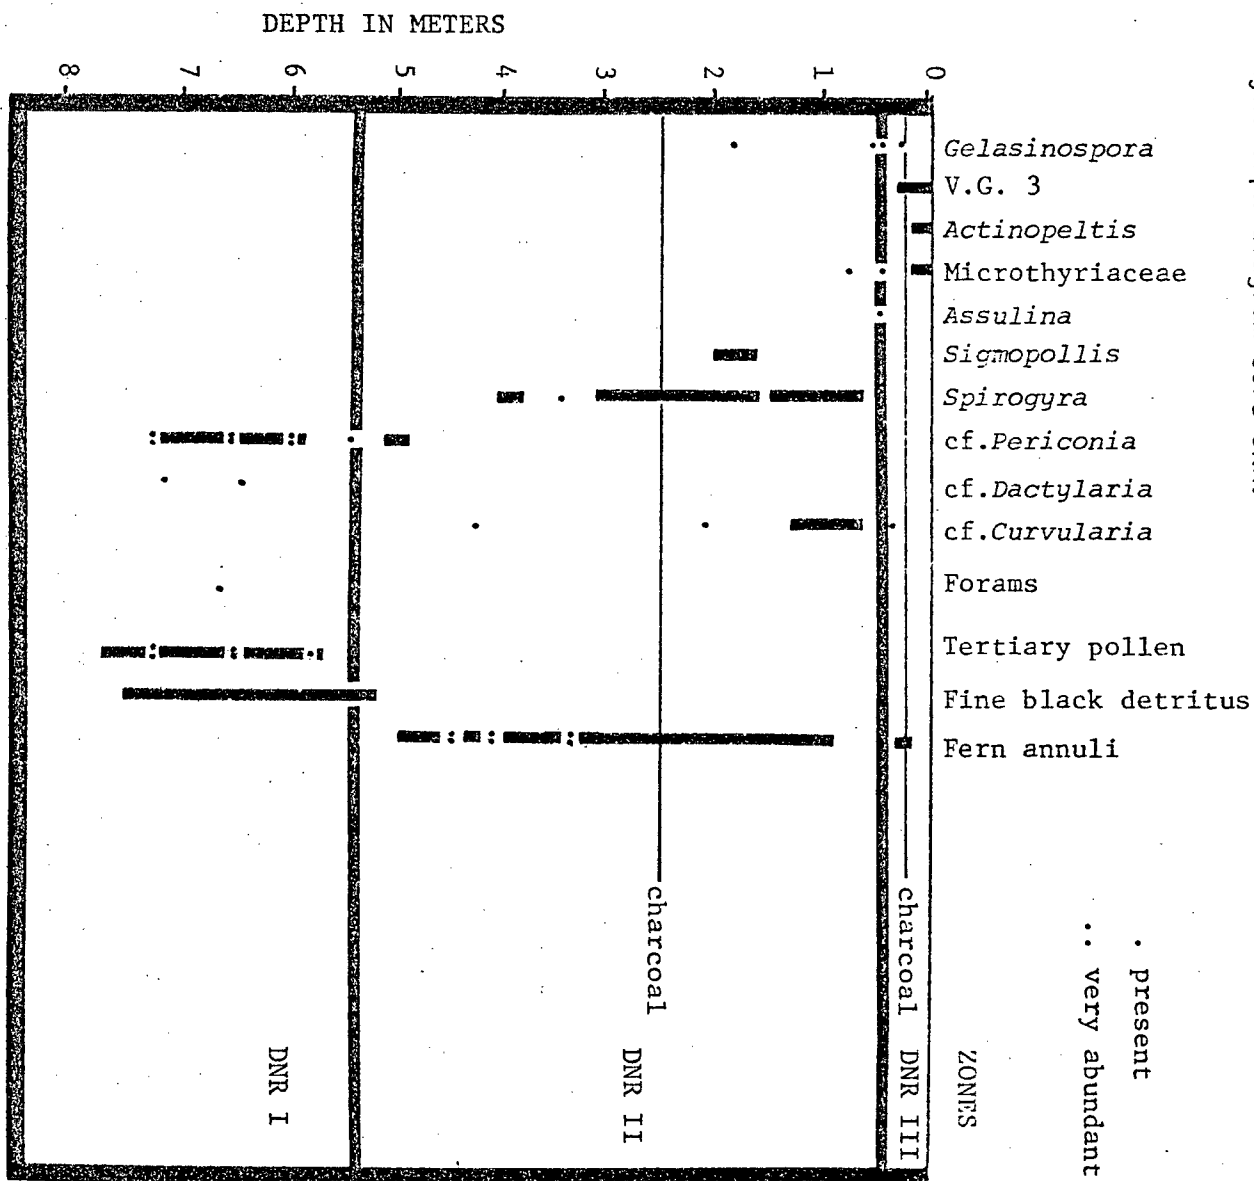 DEPTH IN METERS
8 7 6 5 4 3 2 1 0
Gelasinospora
V.G. 3
Actinopeltis
Microthyriaceae
Assulina
Sigmopollis
Spirogyra
cf.Periconia
cf.Dactylaria
cf.Curvularia
Forams
Tertiary pollen
Fine black detritus
Fern annuli
charcoal
charcoal
DNR I
DNR II
DNR III
ZONES
. present
.. very abundant